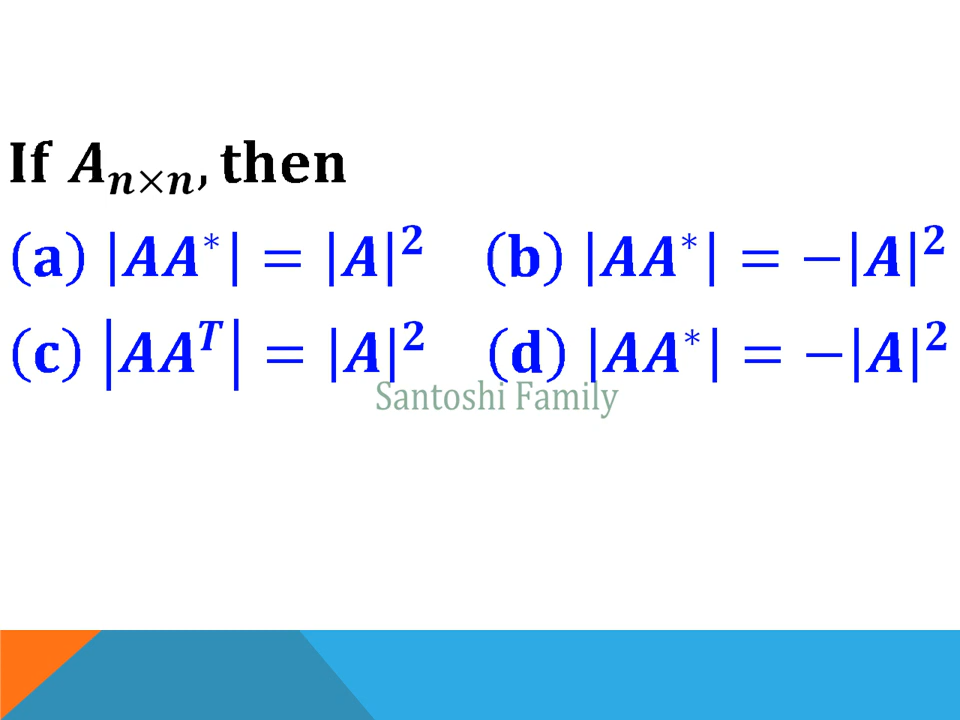 If A_{n×n}, then
(a) |AA*| = |A|² (b) |AA*| = −|A|²
(c) |AA^T| = |A|² (d) |AA*| = −|A|²
Santoshi Family